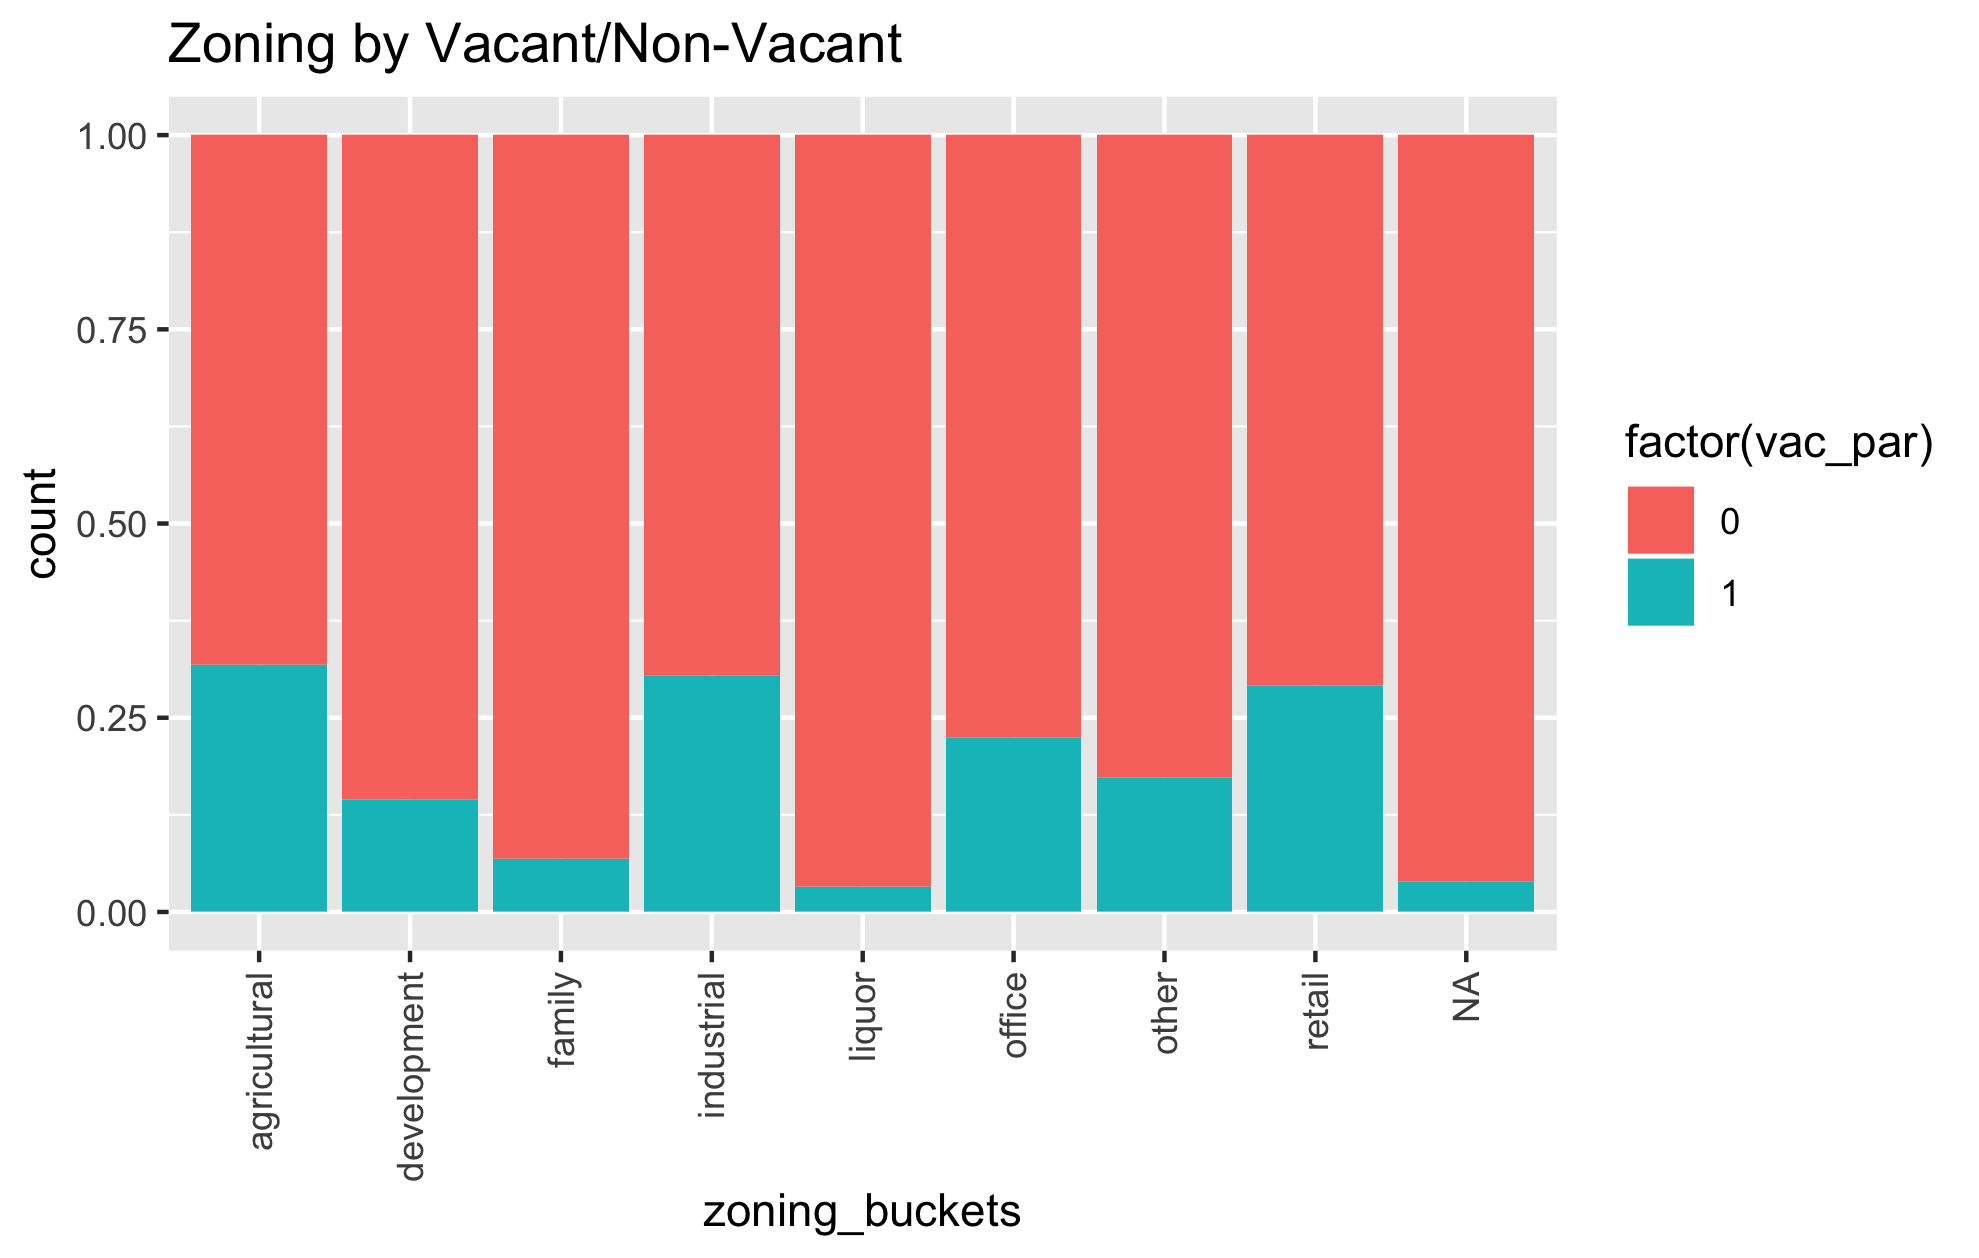 Zoning by Vacant/Non-Vacant
1.00
0.75
0.50
0.25
0.00
count
agricultural
development
family
industrial
liquor
office
other
retail
NA
zoning_buckets
factor(vac_par)
0
1